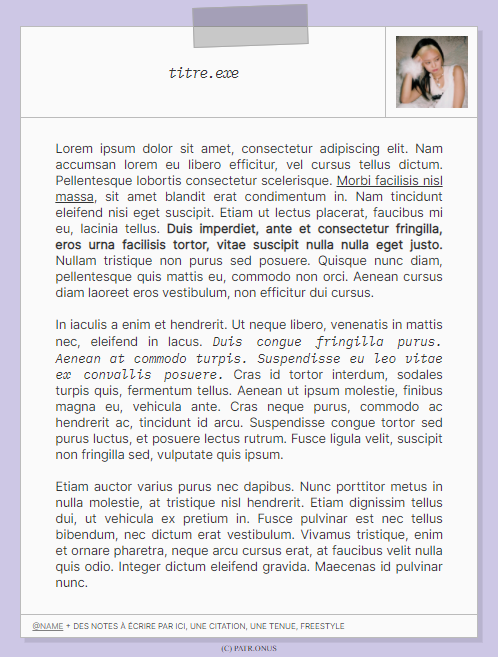 titre.exe
Lorem ipsum dolor sit amet, consectetur adipiscing elit. Nam
accumsan lorem eu libero efficitur, vel cursus tellus dictum.
Pellentesque lobortis consectetur scelerisque. Morbi facilisis nisl
massa, sit amet blandit erat condimentum in. Nam tincidunt
eleifend nisi eget suscipit. Etiam ut lectus placerat, faucibus mi
eu, lacinia tellus. Duis imperdiet, ante et consectetur fringilla,
eros urna facilisis tortor, vitae suscipit nulla nulla eget justo.
Nullam tristique non purus sed posuere. Quisque nunc diam,
pellentesque quis mattis eu, commodo non orci. Aenean cursus
diam laoreet eros vestibulum, non efficitur dui cursus.
In iaculis a enim et hendrerit. Ut neque libero, venenatis in mattis
nec, eleifend in lacus. Duis congue fringilla purus.
Aenean at commodo turpis. Suspendisse eu leo vitae
ex convallis posuere. Cras id tortor interdum, sodales
turpis quis, fermentum tellus. Aenean ut ipsum molestie, finibus
magna eu, vehicula ante. Cras neque purus, commodo ac
hendrerit ac, tincidunt id arcu. Suspendisse congue tortor sed
purus luctus, et posuere lectus rutrum. Fusce ligula velit, suscipit
non fringilla sed, vulputate quis ipsum.
Etiam auctor varius purus nec dapibus. Nunc porttitor metus in
nulla molestie, at tristique nisl hendrerit. Etiam dignissim tellus
dui, ut vehicula ex pretium in. Fusce pulvinar est nec tellus
bibendum, nec dictum erat vestibulum. Vivamus tristique, enim
et ornare pharetra, neque arcu cursus erat, at faucibus velit nulla
quis odio. Integer dictum eleifend gravida. Maecenas id pulvinar
nunc.
@NAME + DES NOTES À ÉCRIRE PAR ICI, UNE CITATION, UNE TENUE, FREESTYLE
(C) PATR.ONUS